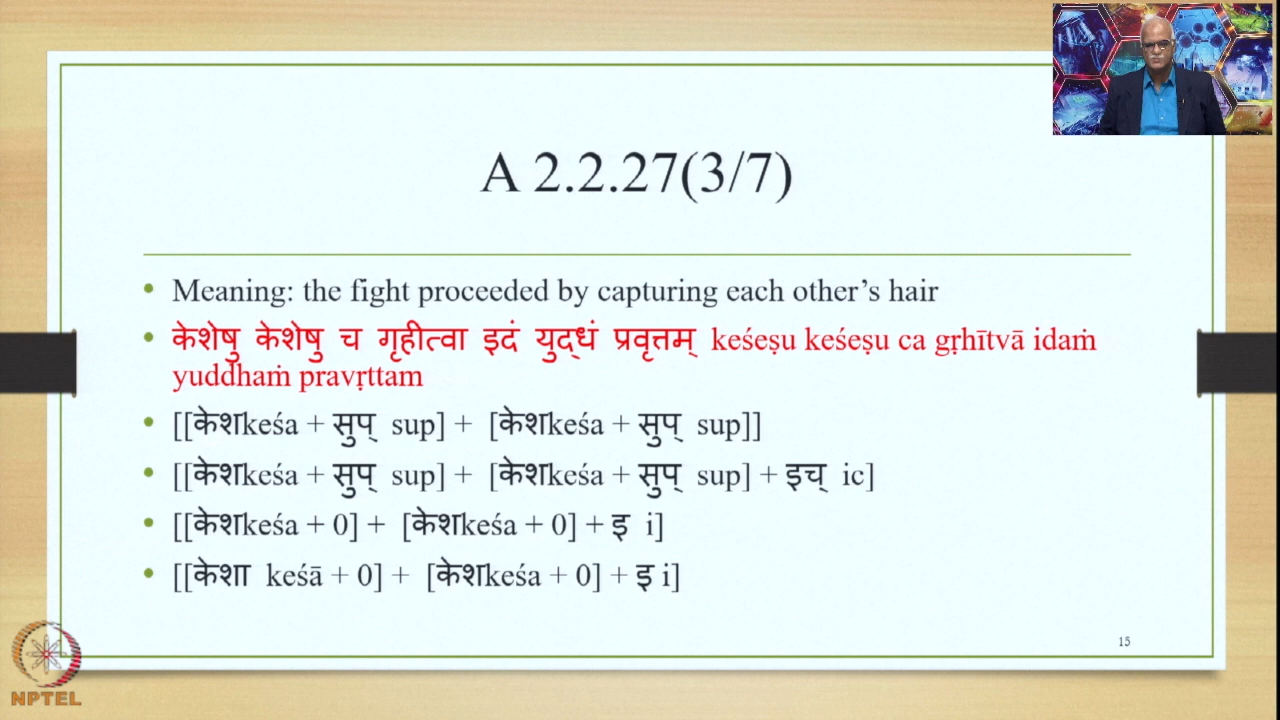 A 2.2.27(3/7)
• Meaning: the fight proceeded by capturing each other’s hair
• केशेषु केशेषु च गृहीत्वा इदं युद्धं प्रवृत्तम् keśeṣu keśeṣu ca gṛhītvā idaṁ
yuddhaṁ pravṛttam
• [[केशkeśa + सुप् sup] + [केशkeśa + सुप् sup]]
• [[केशkeśa + सुप् sup] + [केशkeśa + सुप् sup] + इच् ic]
• [[केशkeśa + 0] + [केशkeśa + 0] + इ i]
• [[केशा keśā + 0] + [केशkeśa + 0] + इ i]
15
NPTEL